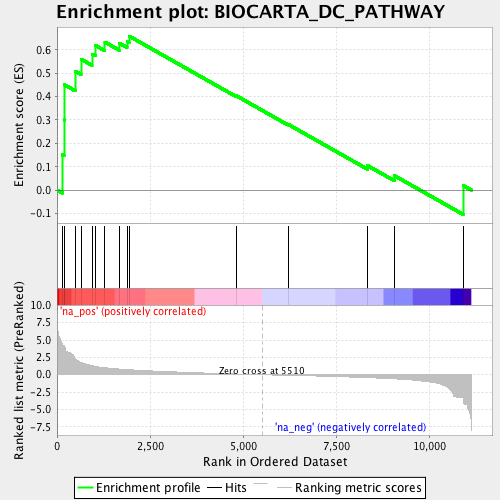 Enrichment plot: BIOCARTA_DC_PATHWAY
Enrichment score (ES)
0.6
0.5
0.4
0.3
0.2
0.1
0.0
-0.1
'na_pos' (positively correlated)
Ranked list metric (PreRanked)
10.0
7.5
5.0
2.5
0.0
-2.5
-5.0
-7.5
Zero cross at 5510
'na_neg' (negatively correlated)
0
2,500
5,000
7,500
10,000
Rank in Ordered Dataset
Enrichment profile
Hits
Ranking metric scores